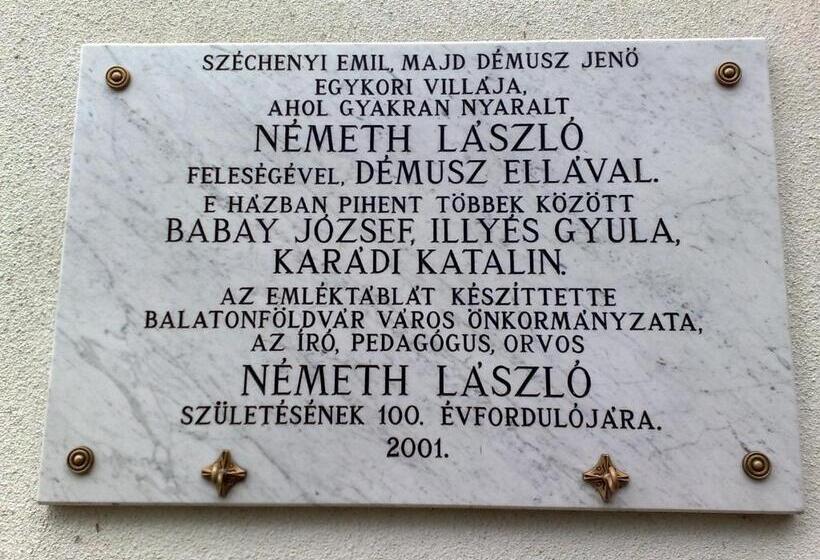 SZÉCHENYI EMIL, MAJD DÉMUSZ JENŐ
EGYKORI VILLÁJA,
AHOL GYAKRAN NYARALT
NÉMETH LÁSZLÓ
FELESÉGÉVEL, DÉMUSZ ELLÁVAL.
E HÁZBAN PIHENT TÖBBEK KÖZÖTT
BABAY JÓZSEF, ILLYÉS GYULA,
KARÁDI KATALIN.
AZ EMLÉKTÁBLÁT KÉSZÍTTETTE
BALATONFÖLDVÁR VÁROS ÖNKORMÁNYZATA,
AZ ÍRÓ, PEDAGÓGUS, ORVOS
NÉMETH LÁSZLÓ
SZÜLETÉSÉNEK 100. ÉVFORDULÓJÁRA.
2001.